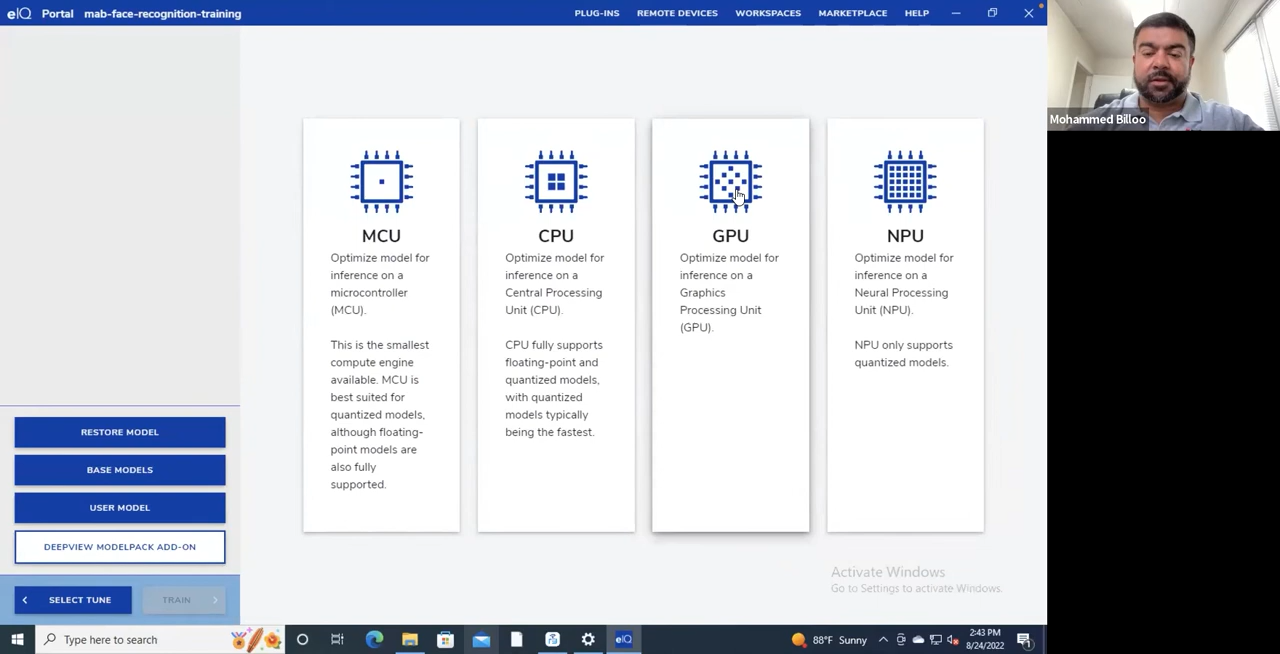 eIQ Portal mab-face-recognition-training PLUG-INS REMOTE DEVICES WORKSPACES MARKETPLACE HELP
Mohammed Billoo
MCU
Optimize model for
inference on a
microcontroller
(MCU).
This is the smallest
compute engine
available. MCU is
best suited for
quantized models,
although floating-
point models are
also fully
supported.
CPU
Optimize model for
inference on a
Central Processing
Unit (CPU).
CPU fully supports
floating-point and
quantized models,
with quantized
models typically
being the fastest.
GPU
Optimize model for
inference on a
Graphics
Processing Unit
(GPU).
NPU
Optimize model for
inference on a
Neural Processing
Unit (NPU).
NPU only supports
quantized models.
RESTORE MODEL
BASE MODELS
USER MODEL
DEEPVIEW MODELPACK ADD-ON
SELECT TUNE
TRAIN
Activate Windows
Go to Settings to activate Windows.
Type here to search
eIQ
88°F Sunny
2:43 PM
8/24/2022
1